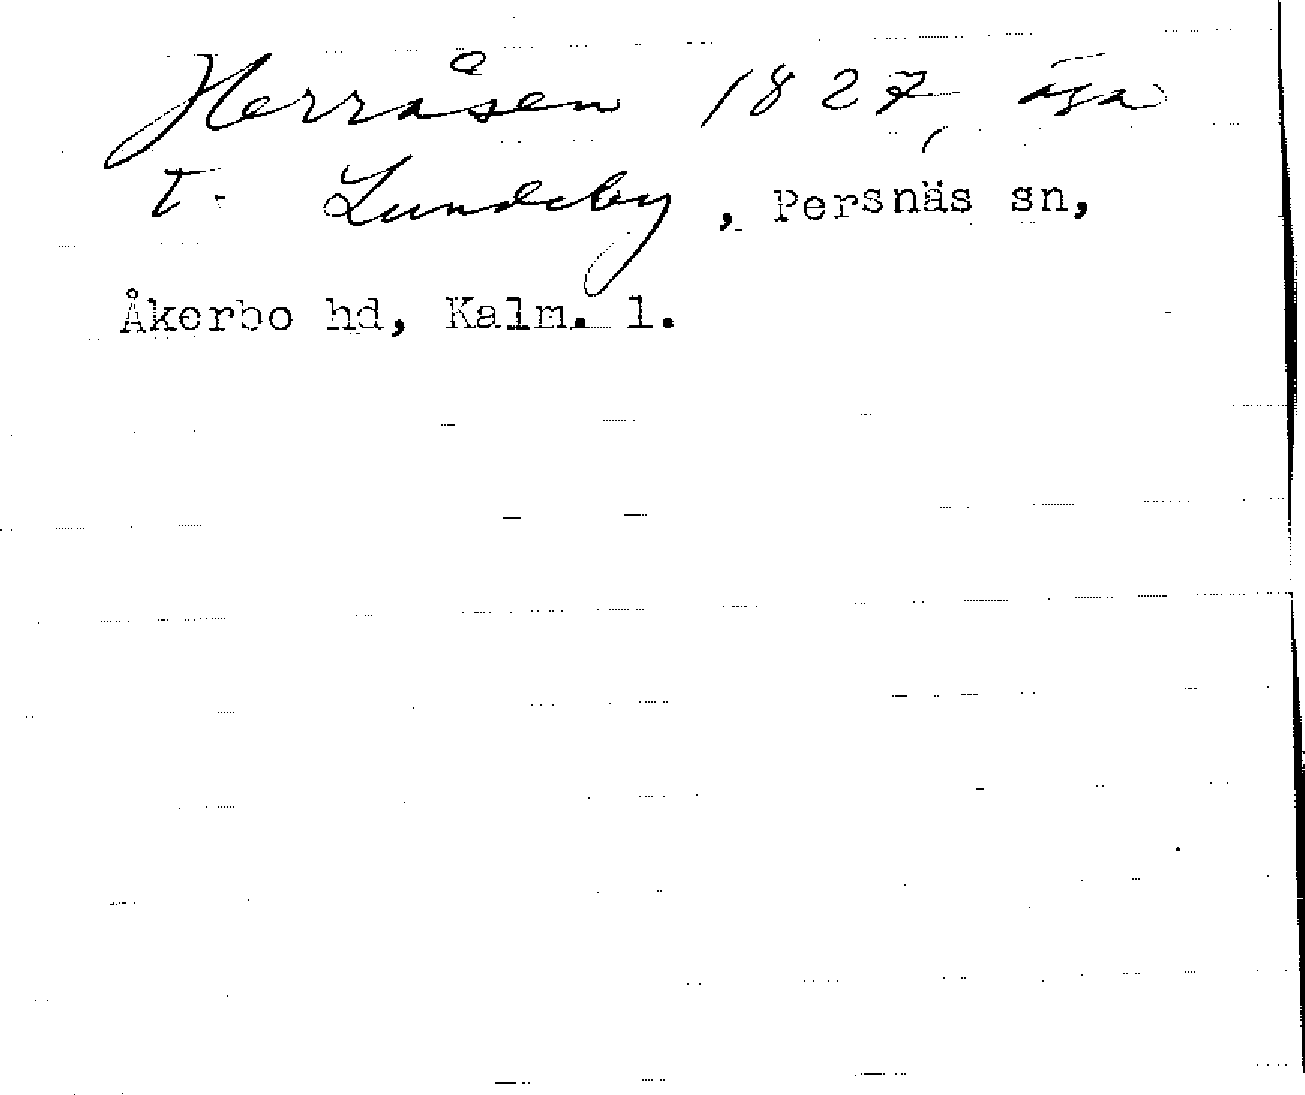 Herråsen 1827, äga
t. Lundeby, Persnäs sn,
Åkerbo hd, Kalm. l.